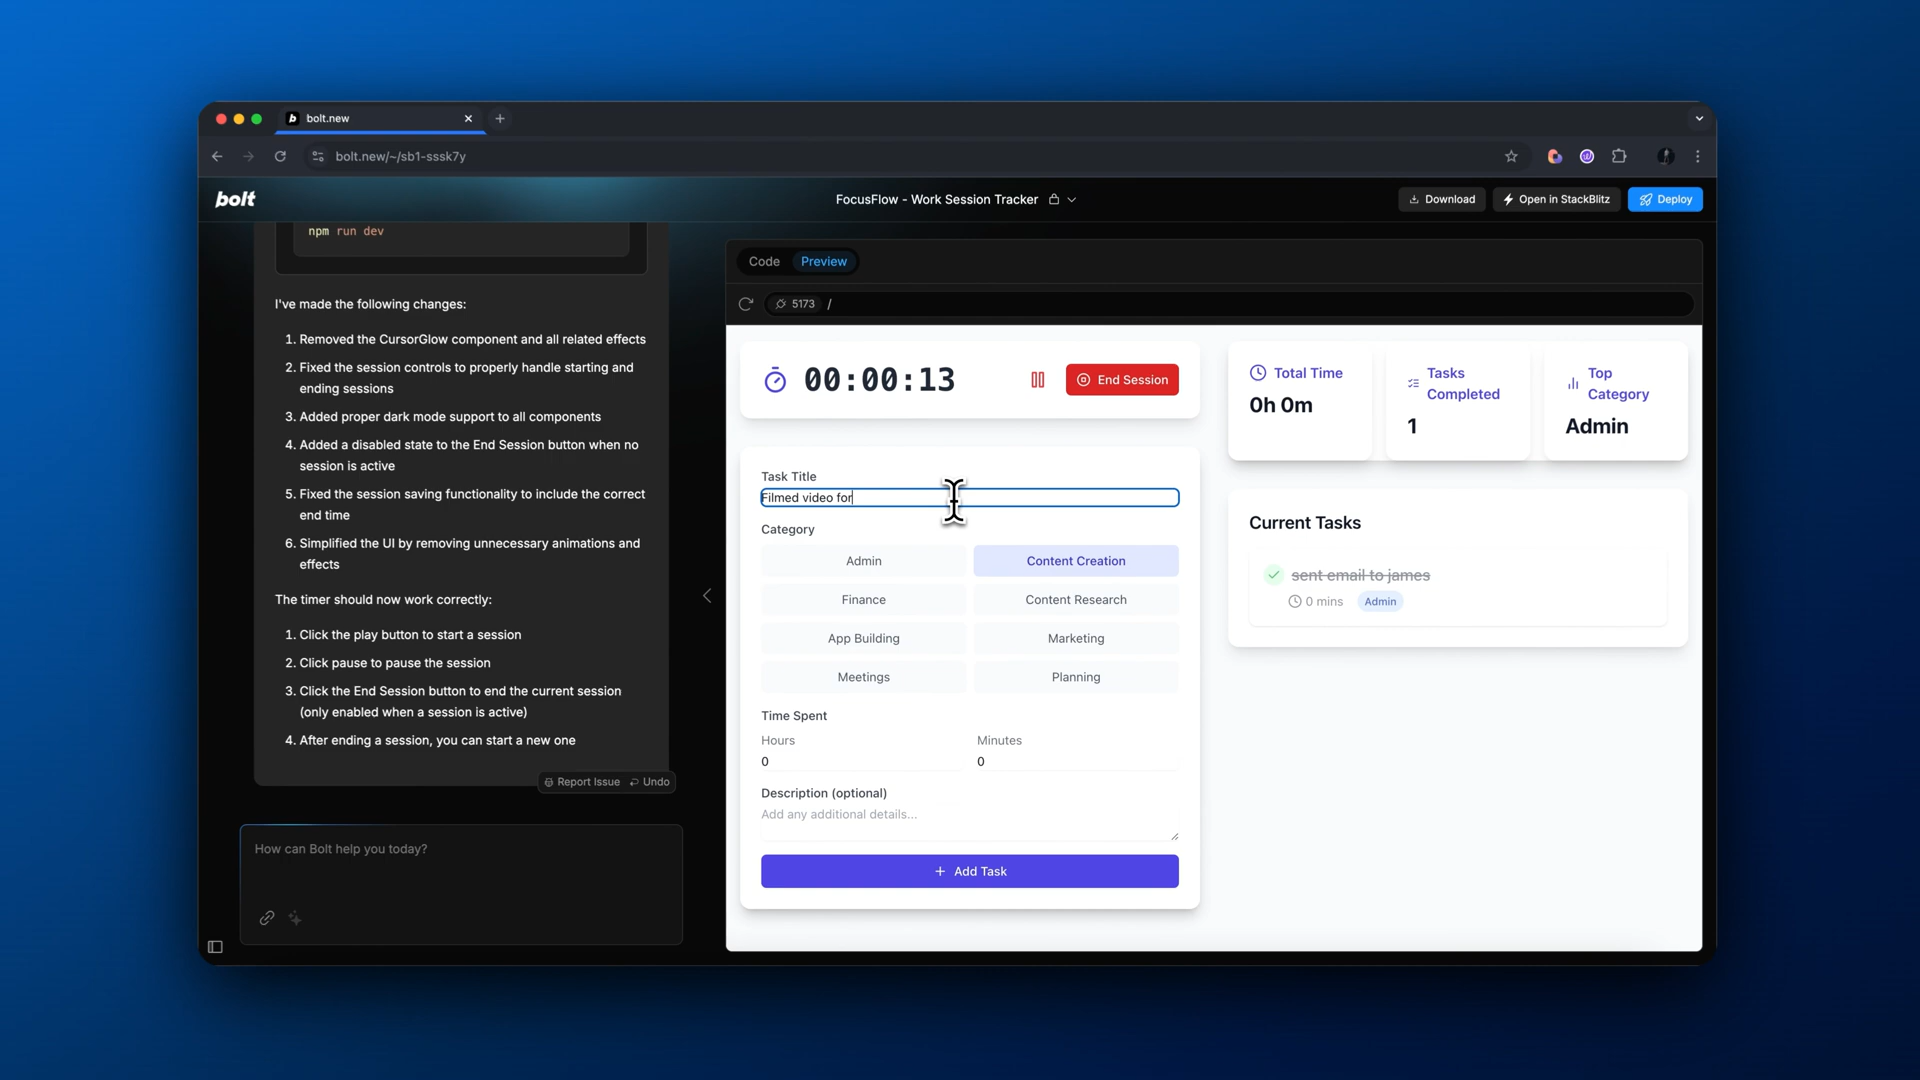 bolt.new
bolt.new/~/sb1-sssk7y
bolt
FocusFlow - Work Session Tracker
Download
Open in StackBlitz
Deploy
npm run dev
I've made the following changes:
1. Removed the CursorGlow component and all related effects
2. Fixed the session controls to properly handle starting and
ending sessions
3. Added proper dark mode support to all components
4. Added a disabled state to the End Session button when no
session is active
5. Fixed the session saving functionality to include the correct
end time
6. Simplified the UI by removing unnecessary animations and
effects
The timer should now work correctly:
1. Click the play button to start a session
2. Click pause to pause the session
3. Click the End Session button to end the current session
(only enabled when a session is active)
4. After ending a session, you can start a new one
Report Issue
Undo
How can Bolt help you today?
Code
Preview
5173
/
00:00:13
End Session
Task Title
Filmed video for
Category
Admin
Content Creation
Finance
Content Research
App Building
Marketing
Meetings
Planning
Time Spent
Hours
Minutes
0
0
Description (optional)
Add any additional details...
+ Add Task
Total Time
0h 0m
Tasks
Completed
1
Top
Category
Admin
Current Tasks
sent email to james
0 mins
Admin